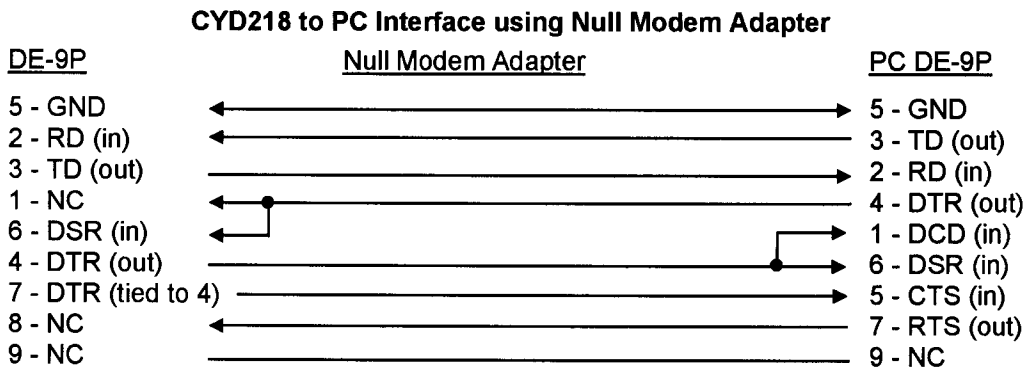 CYD218 to PC Interface using Null Modem Adapter
DE-9P Null Modem Adapter PC DE-9P
5 - GND 5 - GND
2 - RD (in) 3 - TD (out)
3 - TD (out) 2 - RD (in)
1 - NC 4 - DTR (out)
6 - DSR (in) 1 - DCD (in)
4 - DTR (out) 6 - DSR (in)
7 - DTR (tied to 4) 5 - CTS (in)
8 - NC 7 - RTS (out)
9 - NC 9 - NC